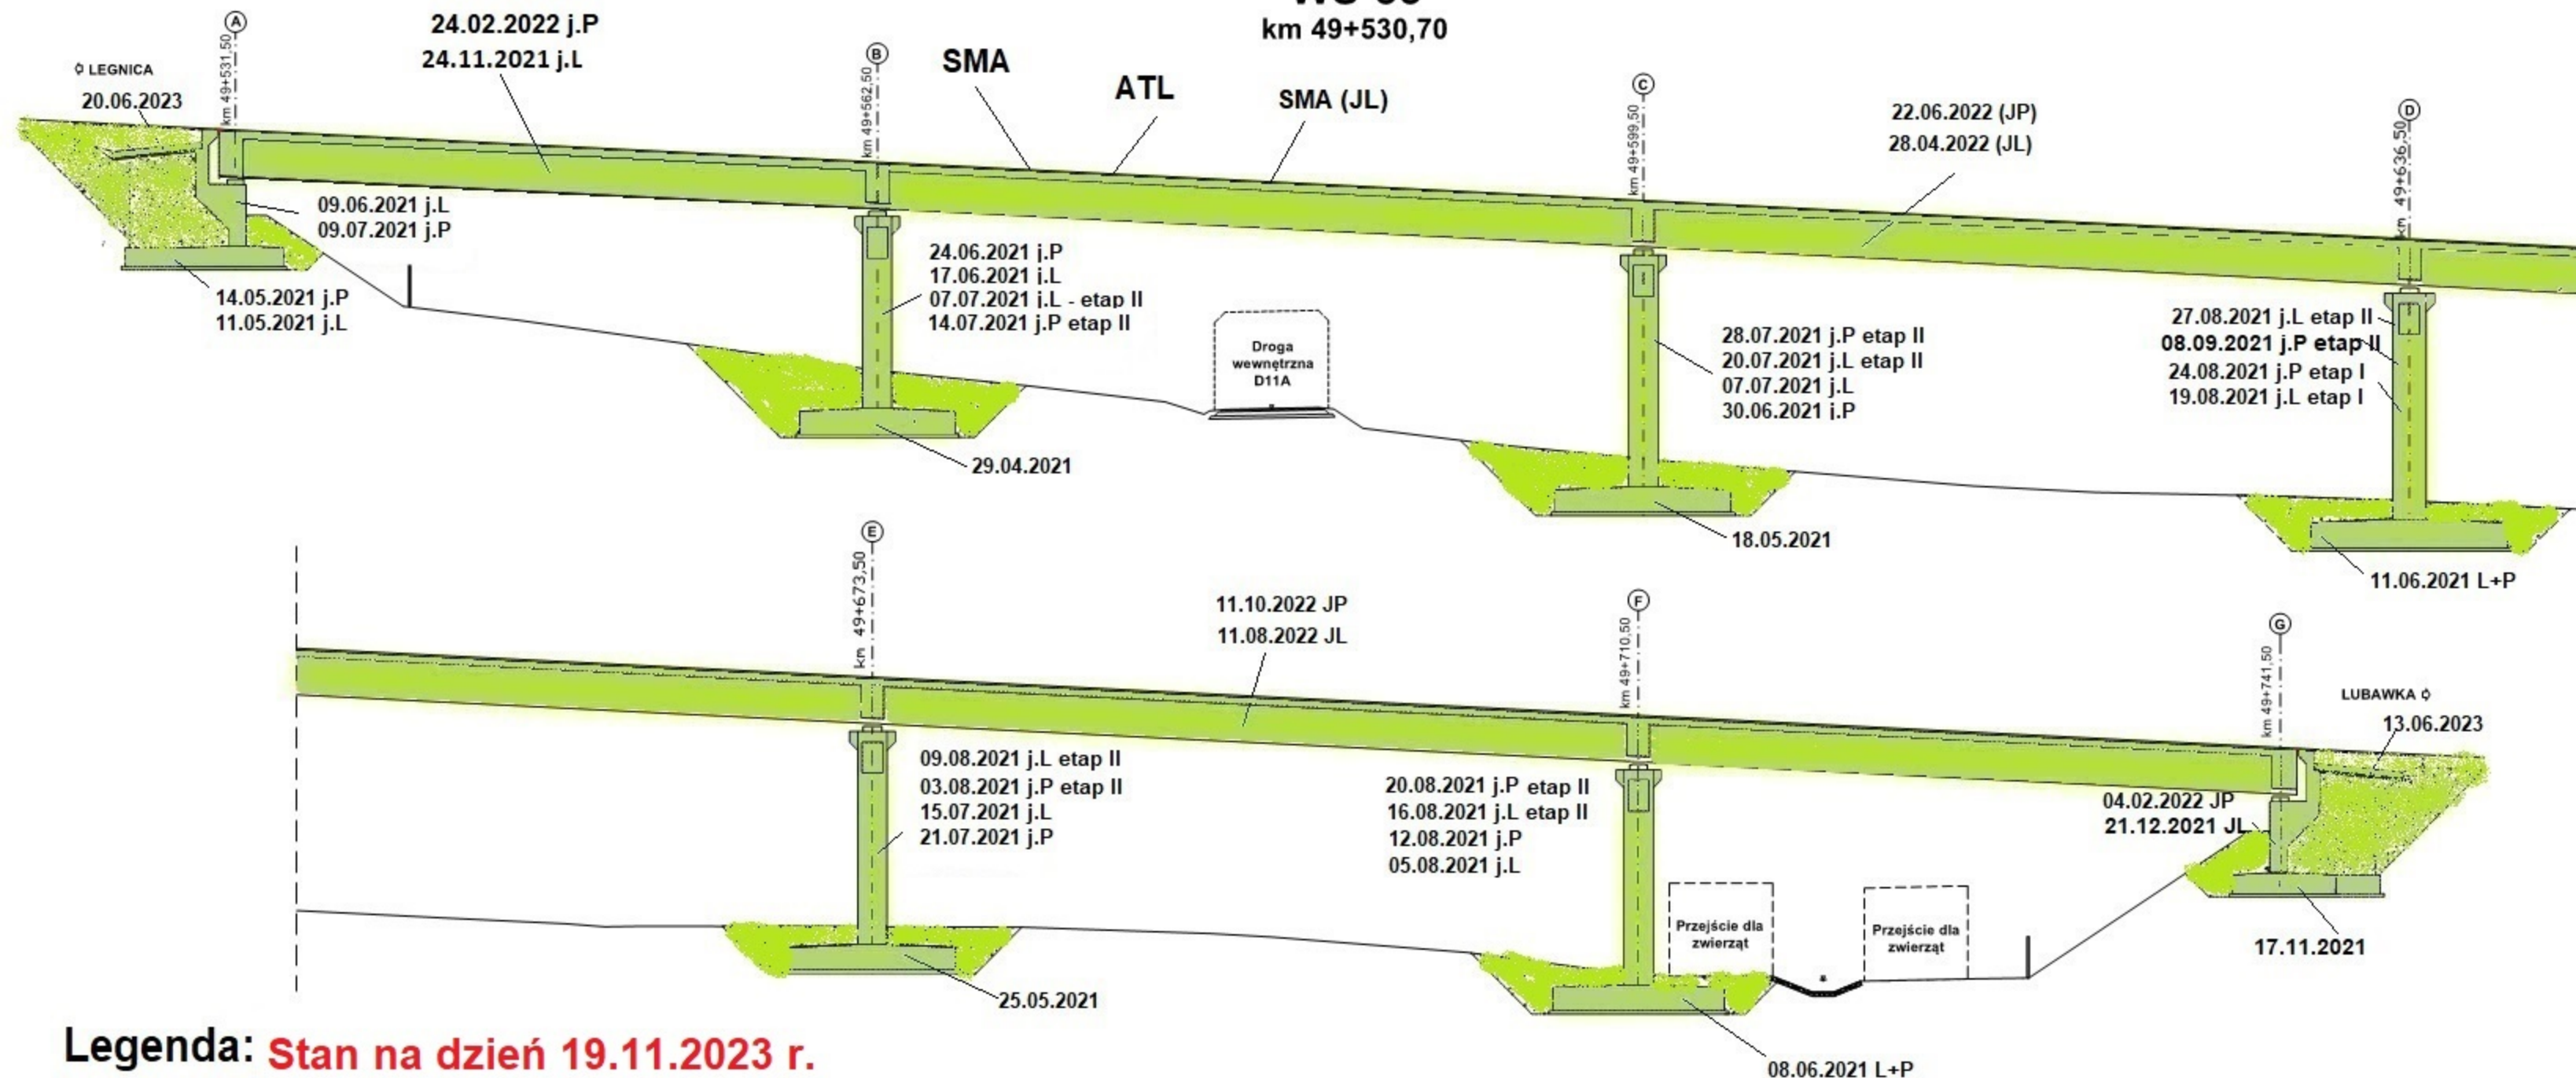 km 49+530,70
A
km 49+531,50
LEGNICA
20.06.2023
24.02.2022 j.P
24.11.2021 j.L
B
km 49+562,50
SMA
ATL
SMA (JL)
C
km 49+599,50
22.06.2022 (JP)
28.04.2022 (JL)
D
km 49+636,50
09.06.2021 j.L
09.07.2021 j.P
14.05.2021 j.P
11.05.2021 j.L
24.06.2021 j.P
17.06.2021 j.L
07.07.2021 j.L - etap II
14.07.2021 j.P etap II
29.04.2021
Droga
wewnętrzna
D11A
28.07.2021 j.P etap II
20.07.2021 j.L etap II
07.07.2021 j.L
30.06.2021 j.P
18.05.2021
27.08.2021 j.L etap II
08.09.2021 j.P etap II
24.08.2021 j.P etap I
19.08.2021 j.L etap I
11.06.2021 L+P
E
km 49+673,50
11.10.2022 JP
11.08.2022 JL
F
km 49+710,50
G
km 49+741,50
LUBAWKA
13.06.2023
09.08.2021 j.L etap II
03.08.2021 j.P etap II
15.07.2021 j.L
21.07.2021 j.P
25.05.2021
20.08.2021 j.P etap II
16.08.2021 j.L etap II
12.08.2021 j.P
05.08.2021 j.L
Przejście dla
zwierząt
Przejście dla
zwierząt
04.02.2022 JP
21.12.2021 JL
17.11.2021
08.06.2021 L+P
Legenda: Stan na dzień 19.11.2023 r.